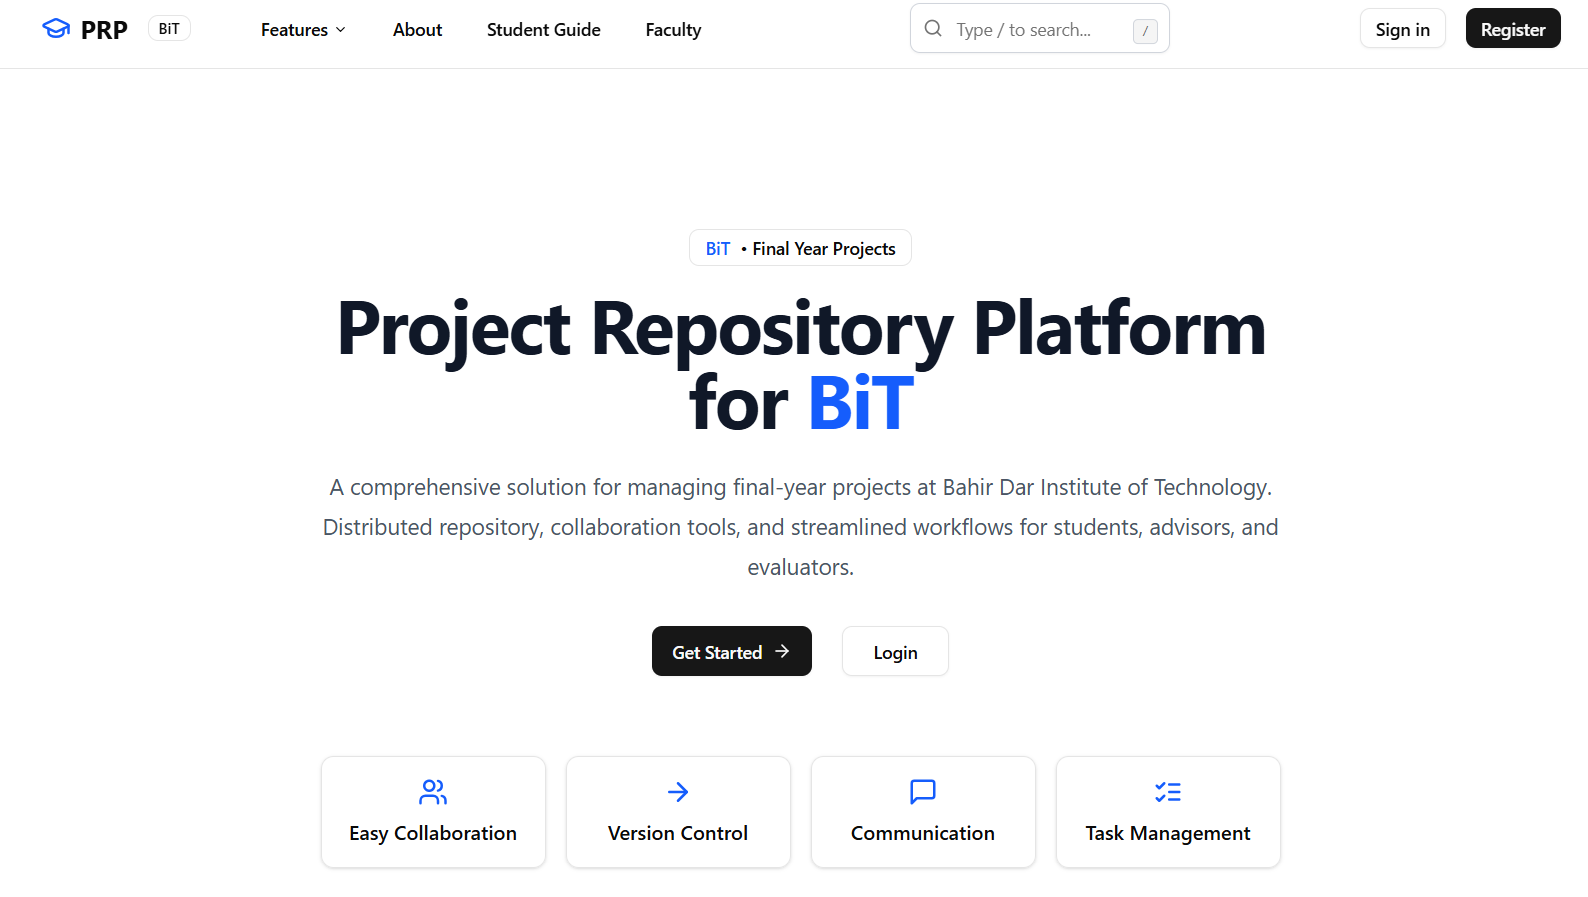 PRP BiT Features About Student Guide Faculty Type / to search... / Sign in Register
BiT • Final Year Projects
Project Repository Platform
for BiT
A comprehensive solution for managing final-year projects at Bahir Dar Institute of Technology.
Distributed repository, collaboration tools, and streamlined workflows for students, advisors, and
evaluators.
Get Started Login
Easy Collaboration Version Control Communication Task Management